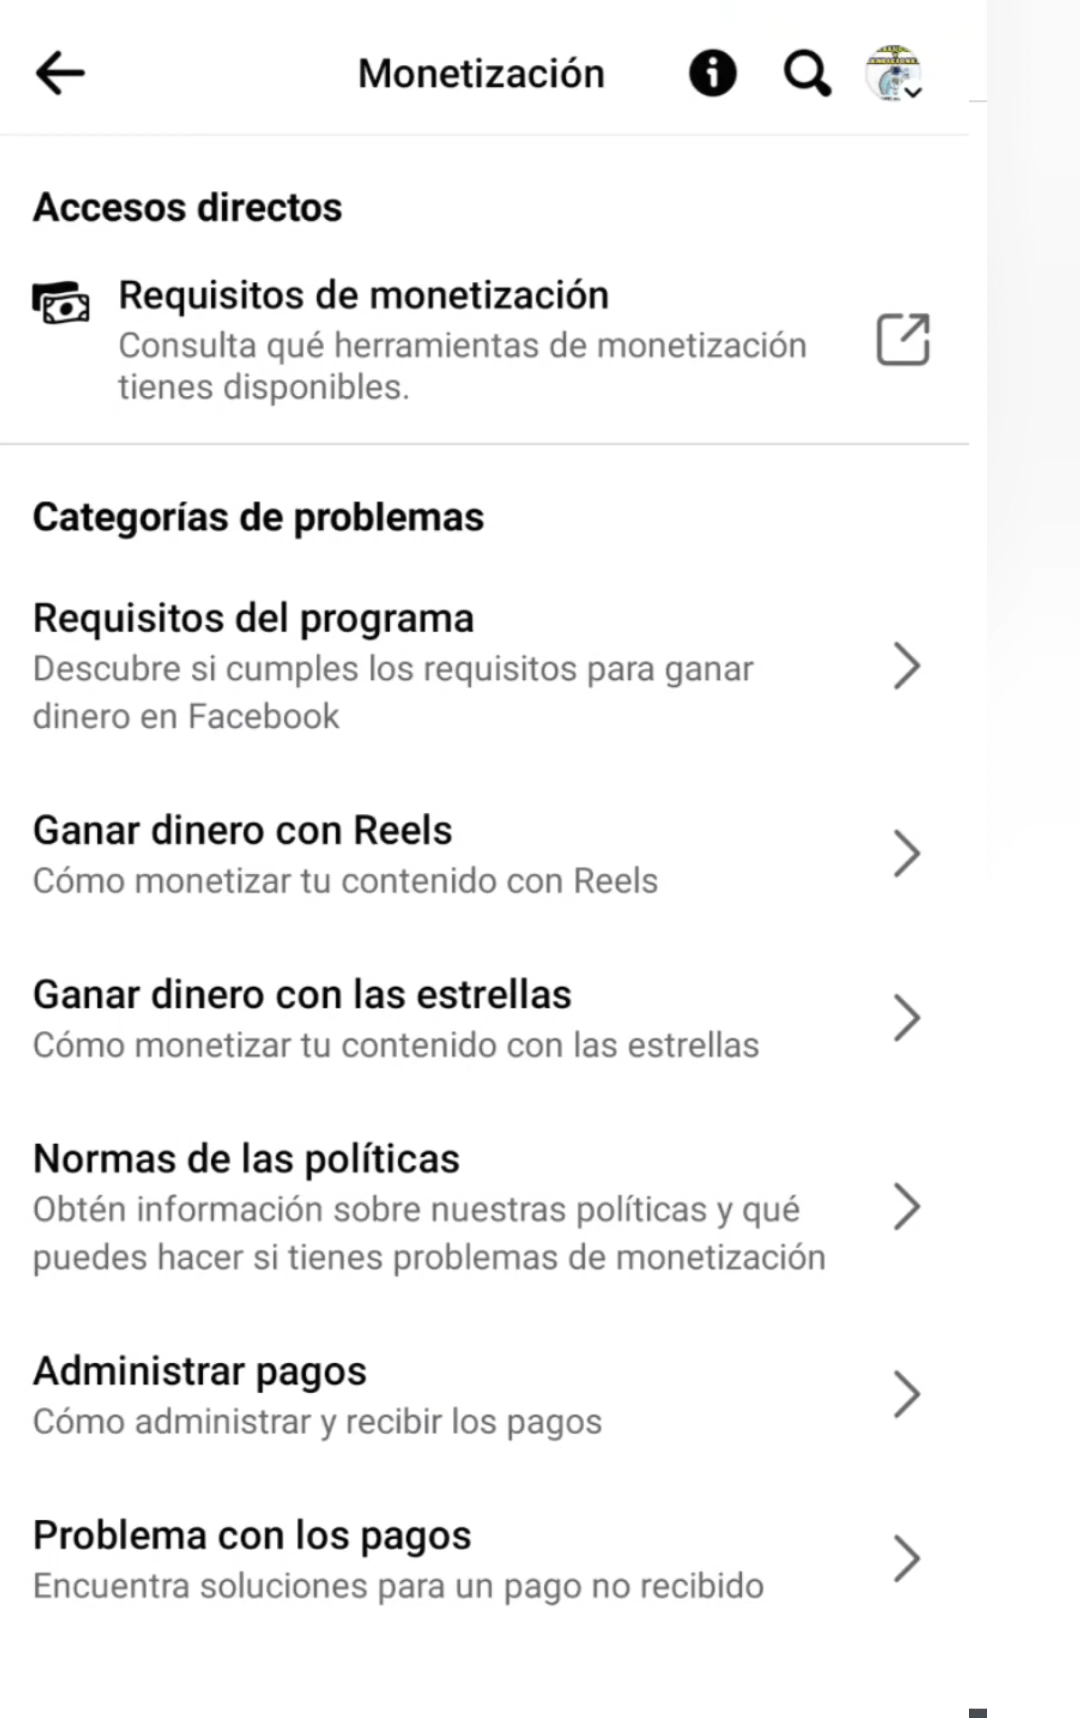 Monetización
Accesos directos
Requisitos de monetización
Consulta qué herramientas de monetización
tienes disponibles.
Categorías de problemas
Requisitos del programa
Descubre si cumples los requisitos para ganar
dinero en Facebook
Ganar dinero con Reels
Cómo monetizar tu contenido con Reels
Ganar dinero con las estrellas
Cómo monetizar tu contenido con las estrellas
Normas de las políticas
Obtén información sobre nuestras políticas y qué
puedes hacer si tienes problemas de monetización
Administrar pagos
Cómo administrar y recibir los pagos
Problema con los pagos
Encuentra soluciones para un pago no recibido